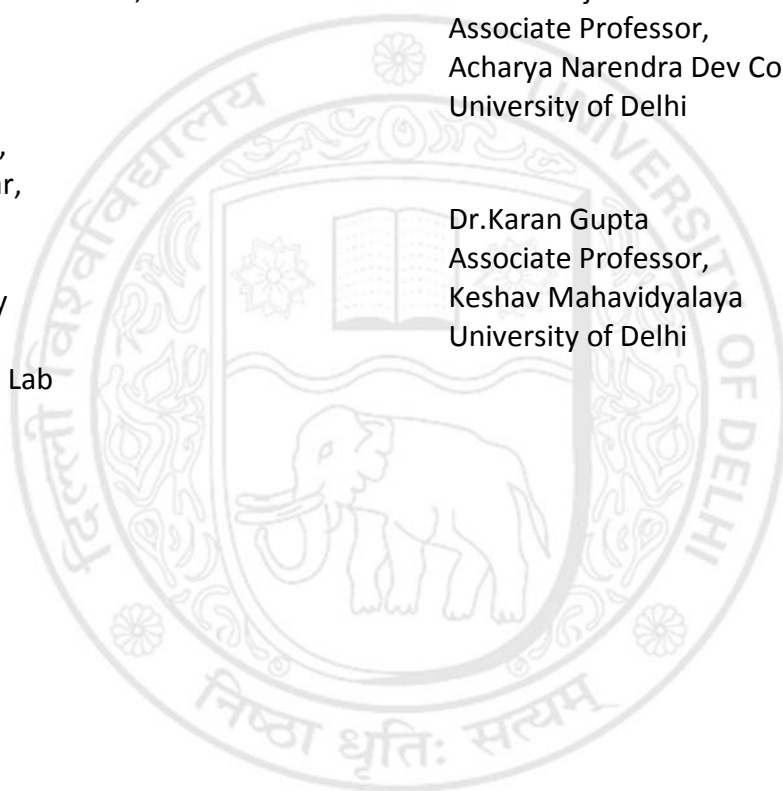 Associate Professor,
Acharya Narendra Dev Co
University of Delhi
,
r,
Dr.Karan Gupta
Associate Professor,
Keshav Mahavidyalaya
University of Delhi
y
Lab
दिल्ली विश्वविद्यालय
UNIVERSITY OF DELHI
निष्ठा धृतिः सत्यम्